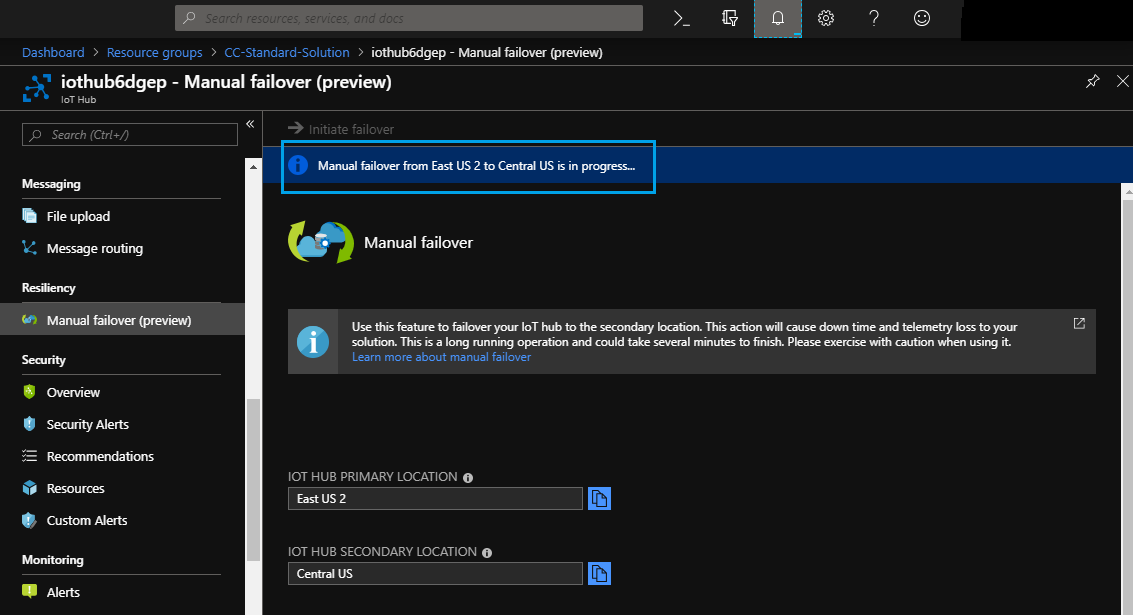 Search resources, services, and docs
Dashboard > Resource groups > CC-Standard-Solution > iothub6dgep - Manual failover (preview)
iothub6dgep - Manual failover (preview)
IoT Hub
Search (Ctrl+/)
«
Messaging
File upload
Message routing
Resiliency
Manual failover (preview)
Security
Overview
Security Alerts
Recommendations
Resources
Custom Alerts
Monitoring
Alerts
Initiate failover
Manual failover from East US 2 to Central US is in progress...
Manual failover
Use this feature to failover your IoT hub to the secondary location. This action will cause down time and telemetry loss to your
solution. This is a long running operation and could take several minutes to finish. Please exercise with caution when using it.
Learn more about manual failover
IOT HUB PRIMARY LOCATION
East US 2
IOT HUB SECONDARY LOCATION
Central US